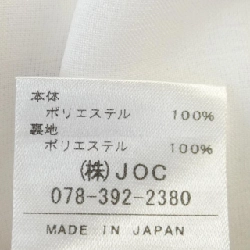 本体
ポリエステル 100%
裏地
ポリエステル 100%
(株)JOC
078-392-2380
MADE IN JAPAN